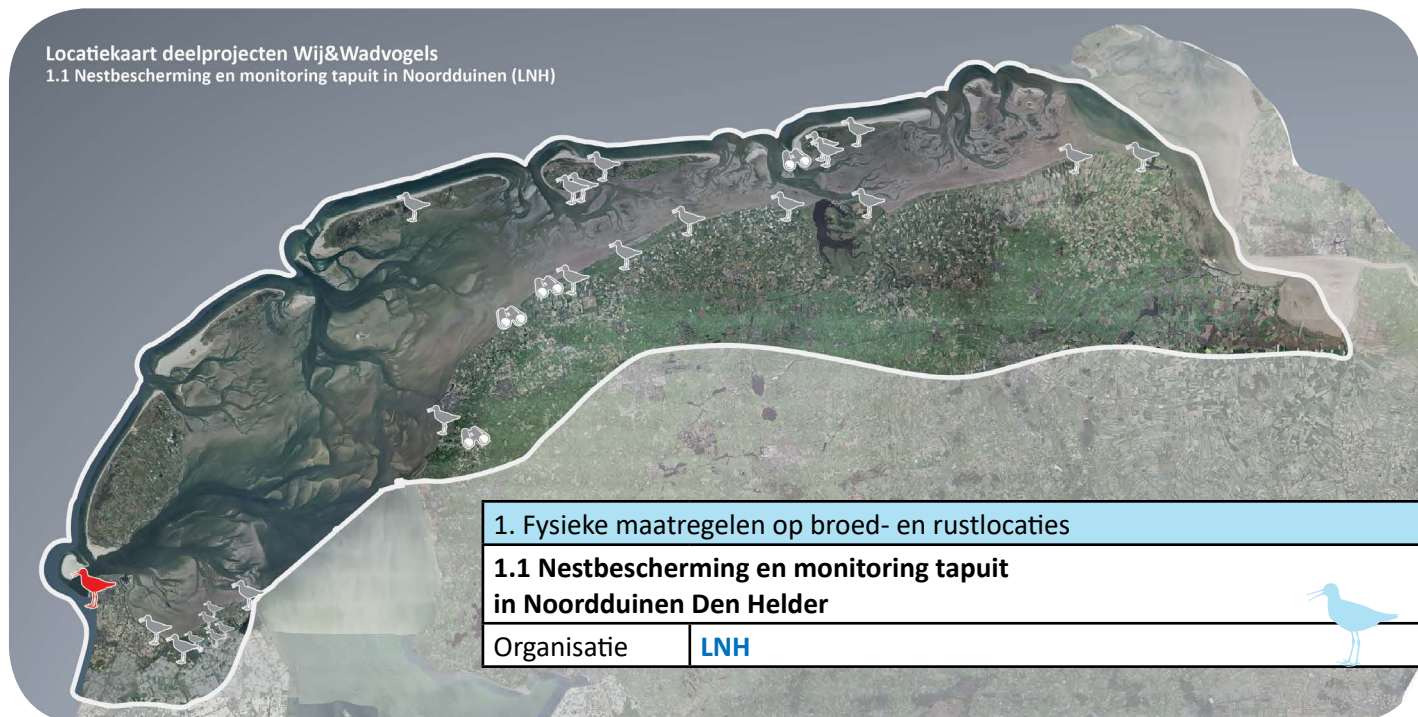 Locatiekaart deelprojecten Wij&Wadvogels
1.1 Nestbescherming en monitoring tapuit in Noordduinen (LNH)
1. Fysieke maatregelen op broed- en rustlocaties
1.1 Nestbescherming en monitoring tapuit
in Noordduinen Den Helder
Organisatie LNH